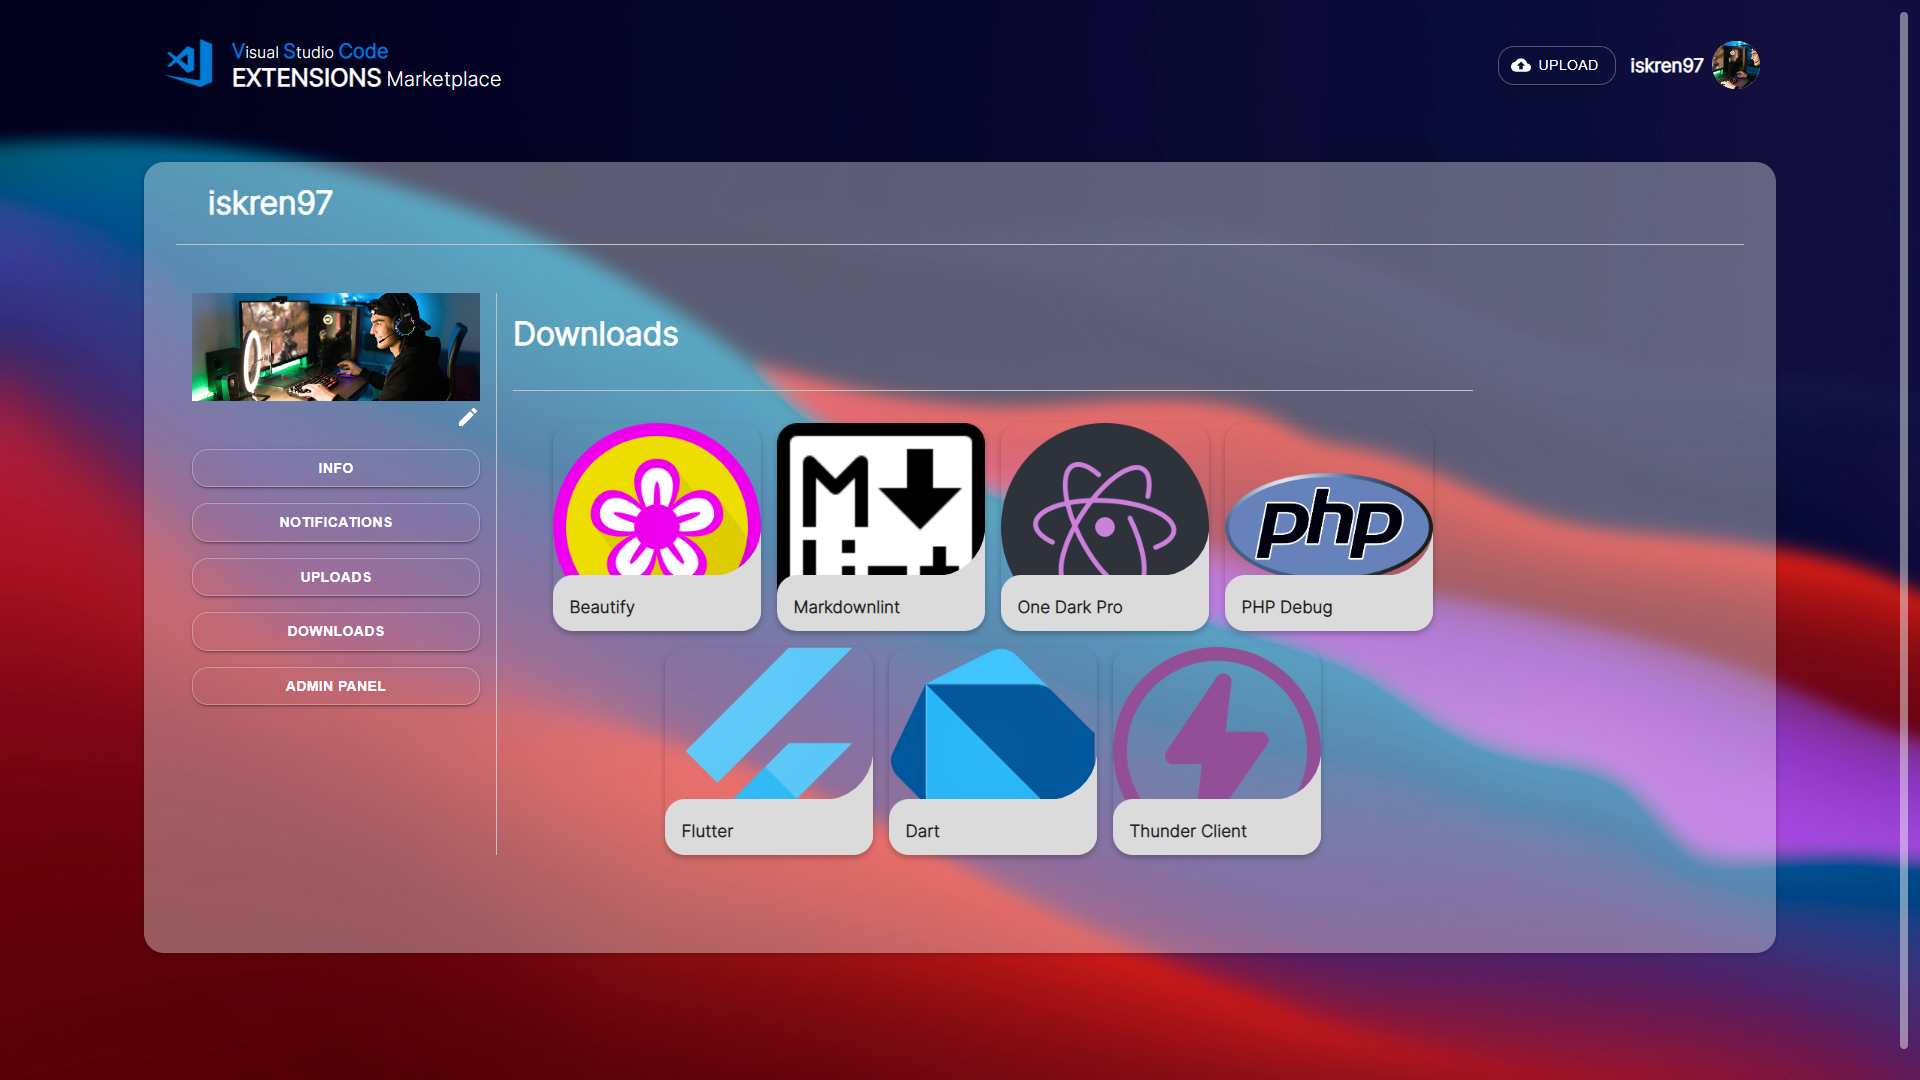 Visual Studio Code
EXTENSIONS Marketplace
UPLOAD
iskren97
iskren97
Downloads
INFO
NOTIFICATIONS
UPLOADS
DOWNLOADS
ADMIN PANEL
M
php
Beautify
Markdownlint
One Dark Pro
PHP Debug
Flutter
Dart
Thunder Client